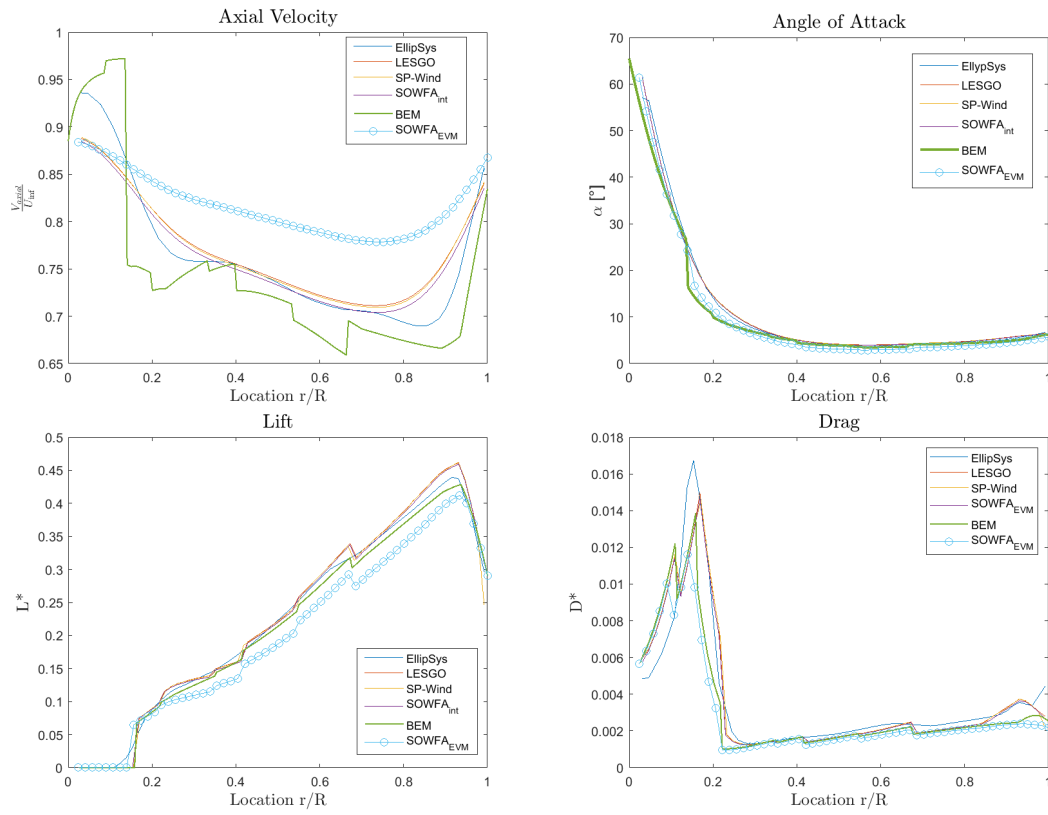 Axial Velocity
1
0.95
0.9
0.85
0.8
0.75
0.7
0.65
V_axial
U_inf
EllipSys
LESGO
SP-Wind
SOWFA_int
BEM
SOWFA_EVM
0 0.2 0.4 0.6 0.8 1
Location r/R
Angle of Attack
70
60
50
40
30
20
10
0
α [°]
EllypSys
LESGO
SP-Wind
SOWFA_int
BEM
SOWFA_EVM
0 0.2 0.4 0.6 0.8 1
Location r/R
Lift
0.5
0.45
0.4
0.35
0.3
0.25
0.2
0.15
0.1
0.05
0
L*
EllipSys
LESGO
SP-Wind
SOWFA_int
BEM
SOWFA_EVM
0 0.2 0.4 0.6 0.8 1
Location r/R
Drag
0.018
0.016
0.014
0.012
0.01
0.008
0.006
0.004
0.002
0
D*
EllipSys
LESGO
SP-Wind
SOWFA_EVM
BEM
SOWFA_EVM
0 0.2 0.4 0.6 0.8 1
Location r/R